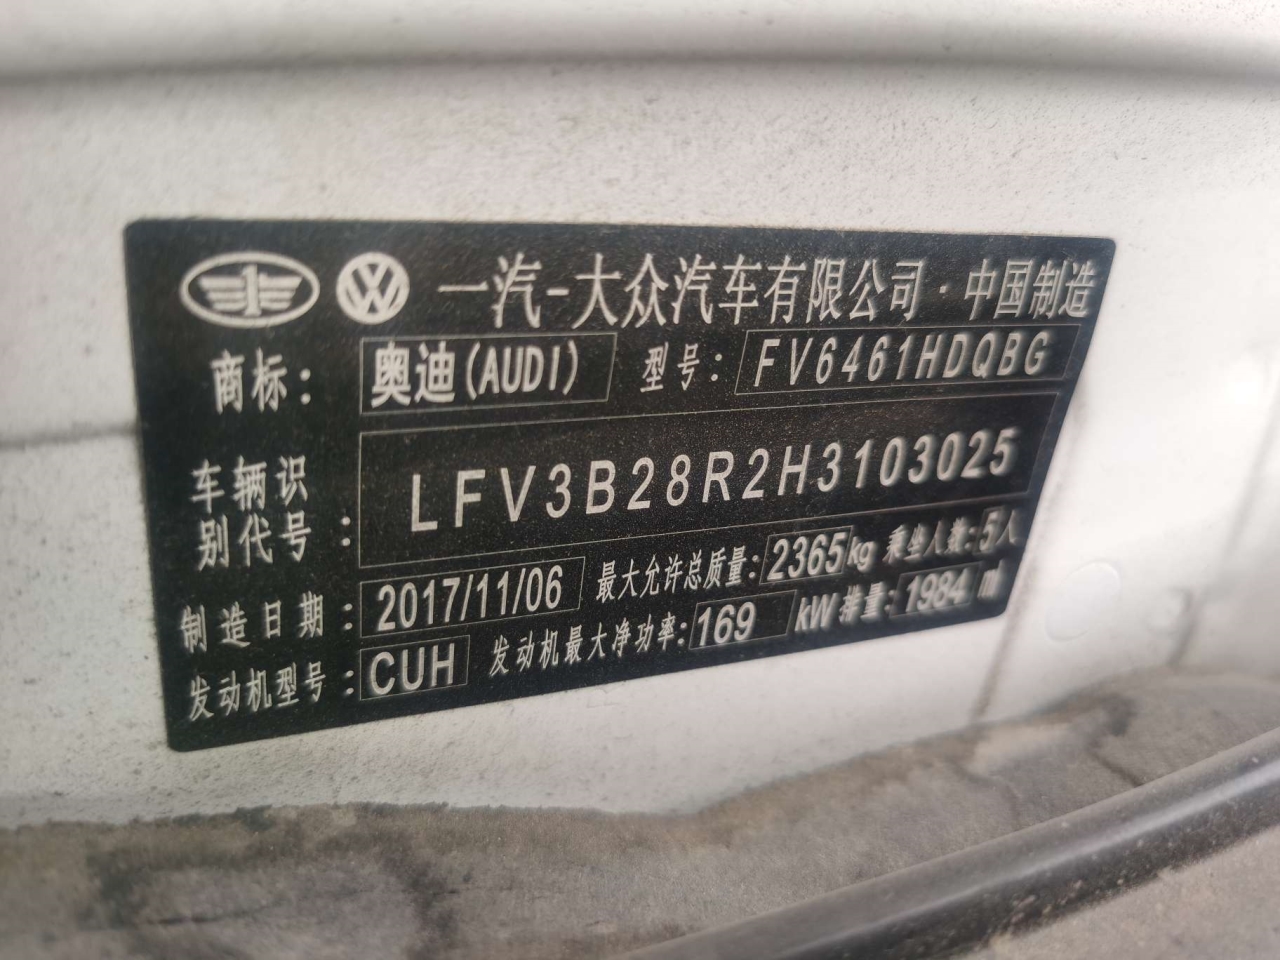 一汽-大众汽车有限公司·中国制造
商标: 奥迪(AUDI) 型号: FV6461HDQBG
车辆识别代号: LFV3B28R2H3103025
制造日期: 2017/11/06 最大允许总质量: 2365kg 乘坐人数: 5人
发动机型号: CUH 发动机最大净功率: 169 kW 排量: 1984 ml